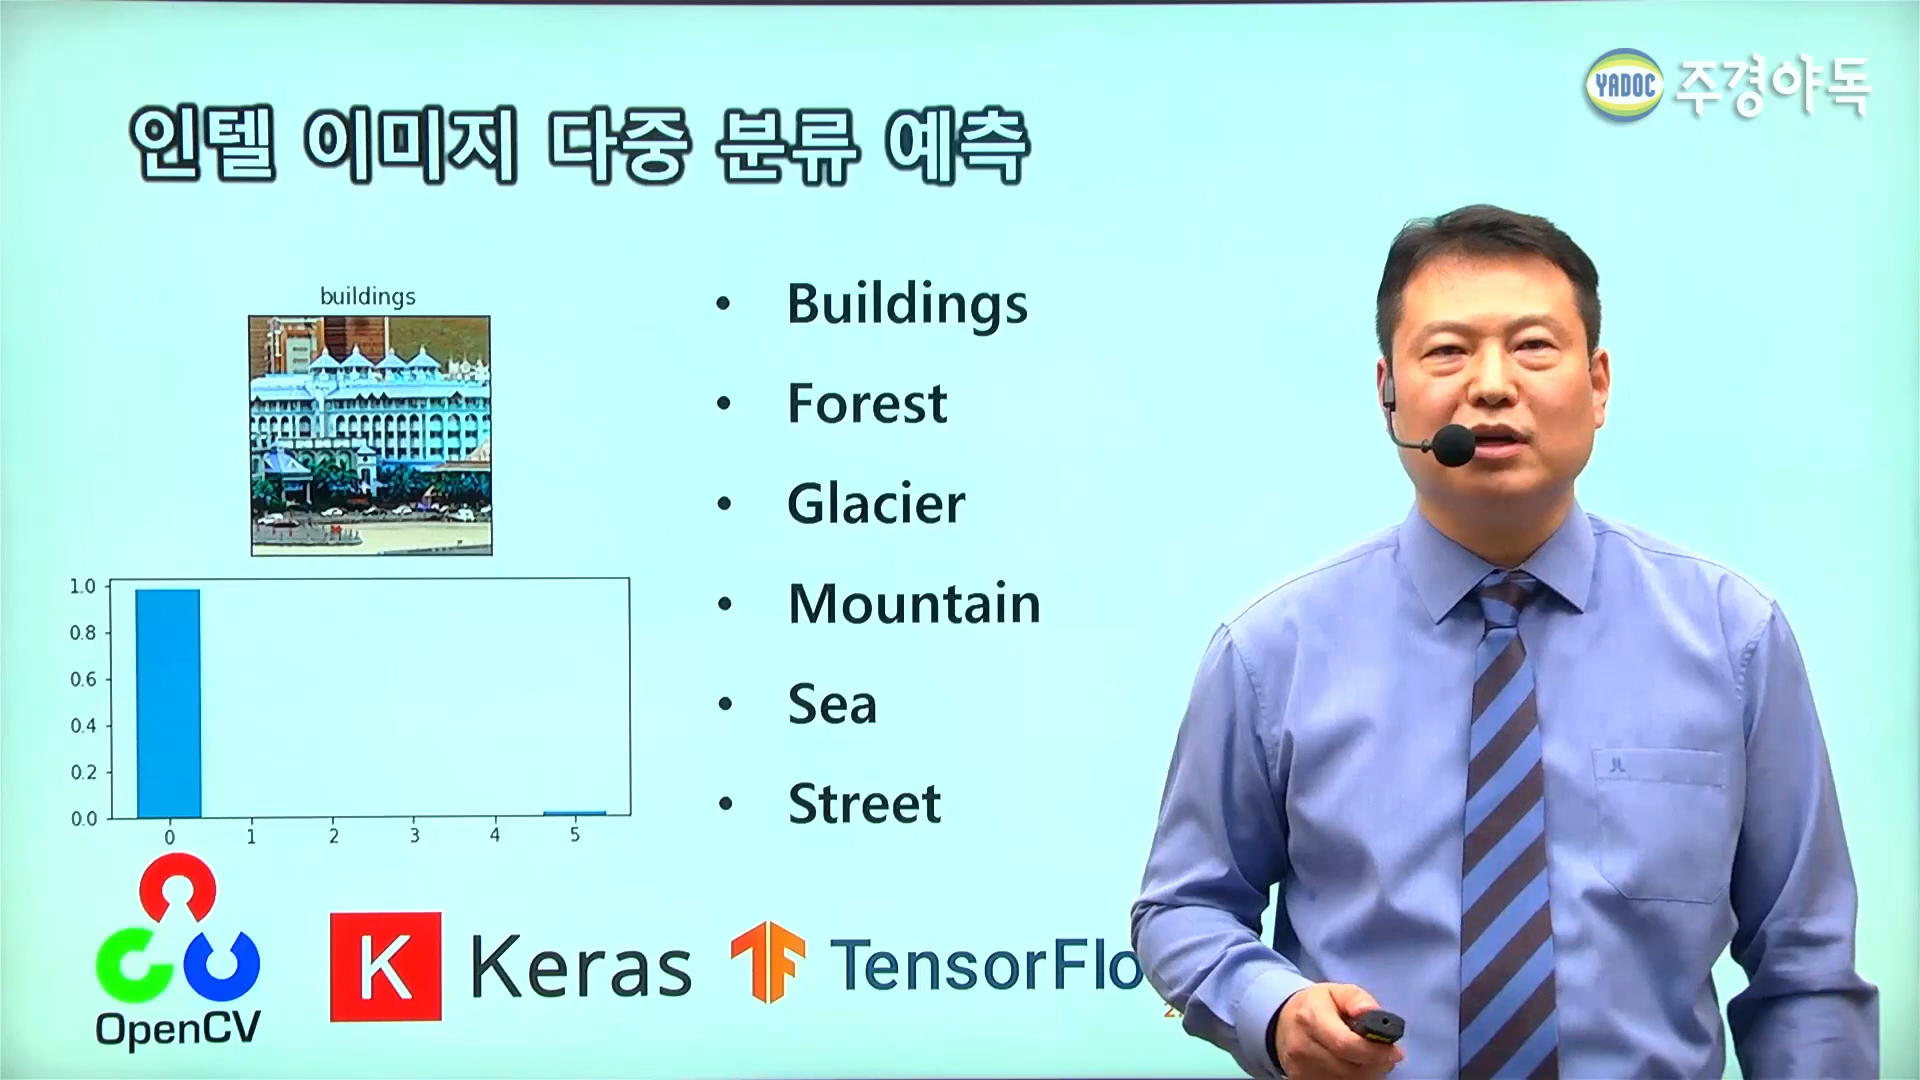 YADOC 주경야독
인텔 이미지 다중 분류 예측
buildings
1.0
0.8
0.6
0.4
0.2
0.0
0 1 2 3 4 5
• Buildings
• Forest
• Glacier
• Mountain
• Sea
• Street
OpenCV
K Keras
TensorFlo